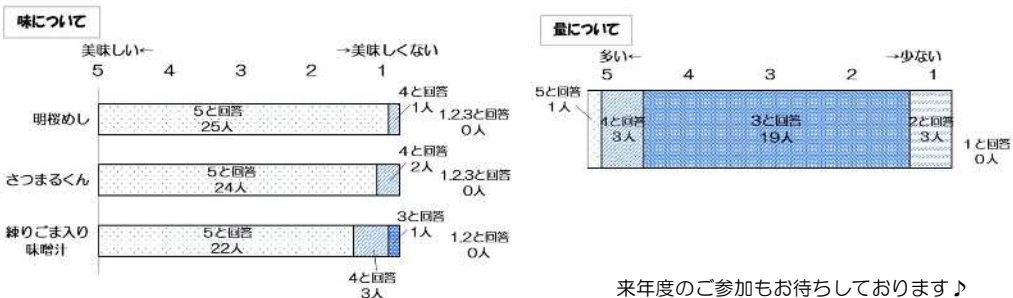 味について
美味しい← →美味しくない
5 4 3 2 1
明桜めし
5と回答
25人
4と回答
1人
1,2,3と回答
0人
さつまるくん
5と回答
24人
4と回答
2人
1,2,3と回答
0人
練りごま入り
味噌汁
5と回答
22人
4と回答
3人
3と回答
1人
1,2と回答
0人
量について
多い← →少ない
5 4 3 2 1
5と回答
1人
4と回答
3人
3と回答
19人
2と回答
3人
1と回答
0人
来年度のご参加もお待ちしております♪